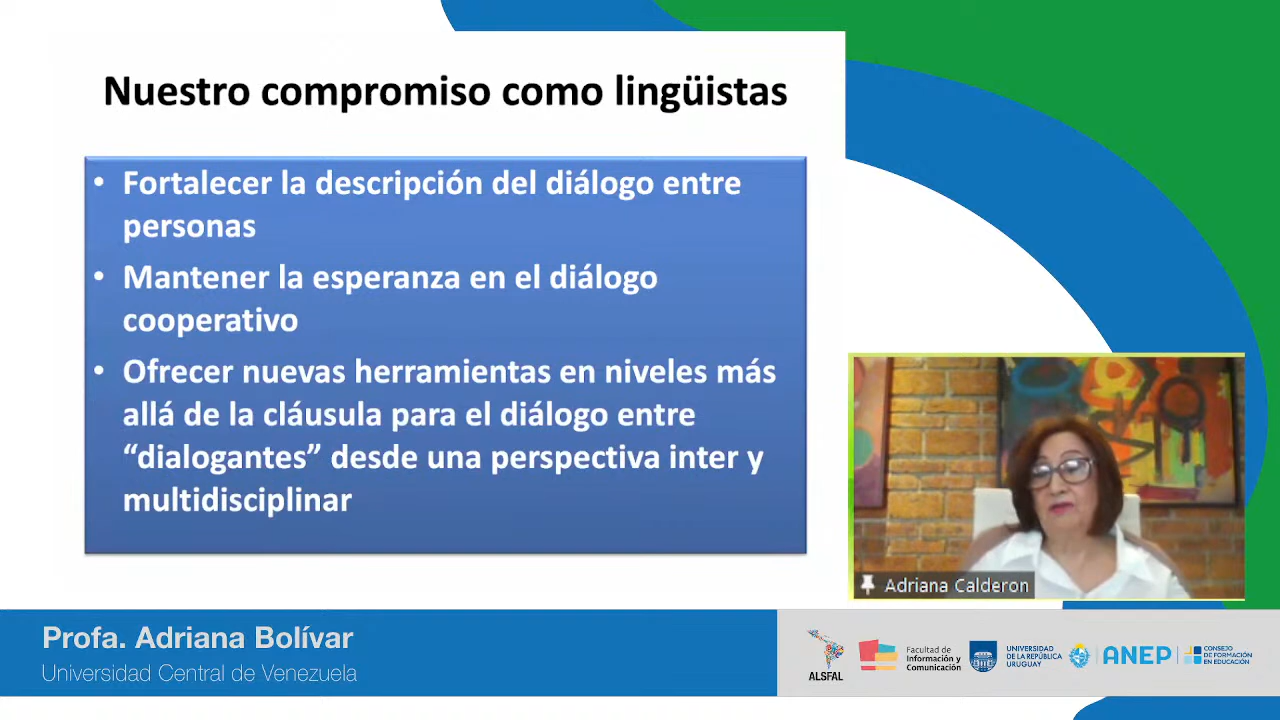 Nuestro compromiso como lingüistas
• Fortalecer la descripción del diálogo entre
personas
• Mantener la esperanza en el diálogo
cooperativo
• Ofrecer nuevas herramientas en niveles más
allá de la cláusula para el diálogo entre
“dialogantes” desde una perspectiva inter y
multidisciplinar
Adriana Calderon
Profa. Adriana Bolívar
Universidad Central de Venezuela
ALSFAL
Facultad de
Información y
Comunicación
UNIVERSIDAD
DE LA REPÚBLICA
URUGUAY
ANEP
CONSEJO
DE FORMACIÓN
EN EDUCACIÓN